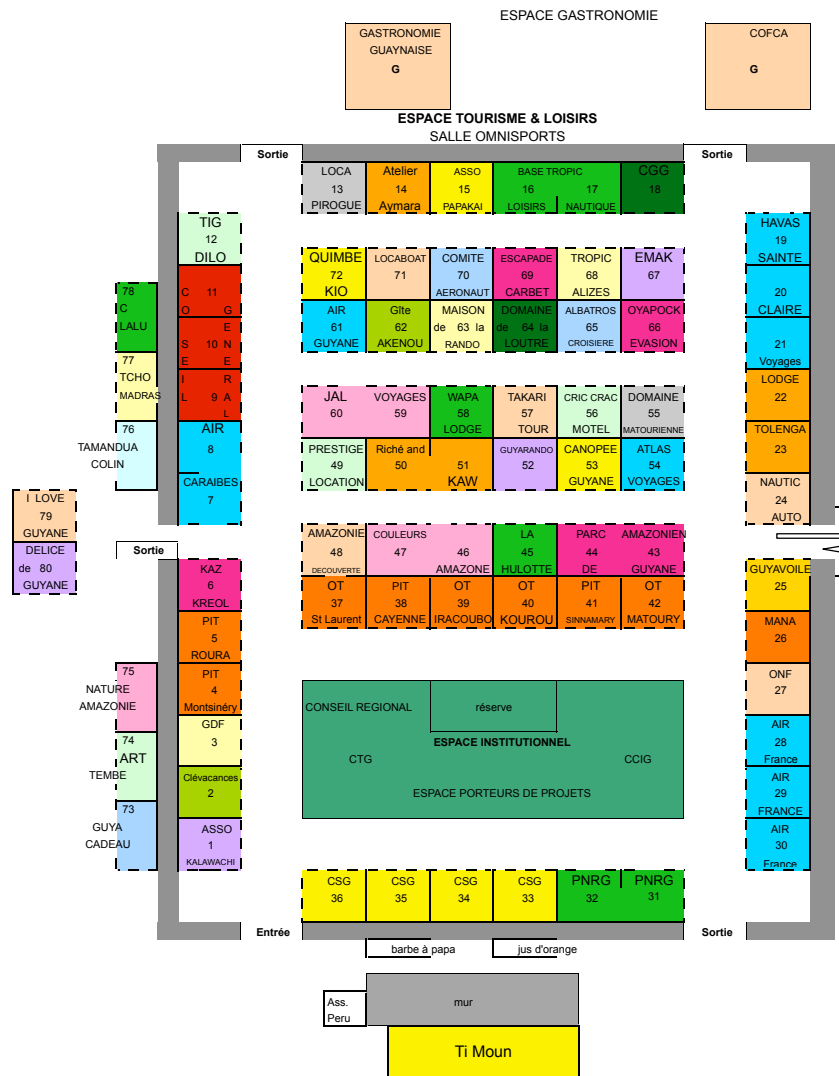 ESPACE GASTRONOMIE
GASTRONOMIE
GUAYNAISE
G
COFCA
G
ESPACE TOURISME & LOISIRS
SALLE OMNISPORTS
Sortie
Sortie
LOCA
13
PIROGUE
Atelier
14
Aymara
ASSO
15
PAPAKAI
BASE TROPIC
16 17
LOISIRS NAUTIQUE
CGG
18
TIG
12
DILO
HAVAS
19
SAINTE
20
CLAIRE
21
Voyages
LODGE
22
TOLENGA
23
NAUTIC
24
AUTO
QUIMBE
72
KIO
LOCABOAT
71
COMITE
70
AERONAUT
ESCAPADE
69
CARBET
TROPIC
68
ALIZES
EMAK
67
AIR
61
GUYANE
GIte
62
AKENOU
MAISON
de 63 la
RANDO
DOMAINE
de 64 la
LOUTRE
ALBATROS
65
CROISIERE
OYAPOCK
66
EVASION
78
C
LALU
77
TCHO
MADRAS
76
TAMANDUA
COLIN
C 11 G
O E
N
S 10 N
E E
I R
9 A
L L
AIR
8
CARAIBES
7
JAL
60
VOYAGES
59
WAPA
58
LODGE
TAKARI
57
TOUR
CRIC CRAC
56
MOTEL
DOMAINE
55
MATOURIENNE
PRESTIGE
49
LOCATION
Riché and
50
51
KAW
GUYARANDO
52
CANOPEE
53
GUYANE
ATLAS
54
VOYAGES
I LOVE
79
GUYANE
DELICE
de 80
GUYANE
Sortie
AMAZONIE
48
DECOUVERTE
COULEURS
47
46
AMAZONE
LA
45
HULOTTE
PARC
44
DE
AMAZONIEN
43
GUYANE
OT
37
St Laurent
PIT
38
CAYENNE
OT
39
IRACOUBO
OT
40
KOUROU
PIT
41
SINNAMARY
OT
42
MATOURY
KAZ
6
KREOL
PIT
5
ROURA
PIT
4
Montsinéry
GDF
3
Clévacances
2
ASSO
1
KALAWACHI
75
NATURE
AMAZONIE
74
ART
TEMBE
73
GUYA
CADEAU
GUYAVOILE
25
MANA
26
ONF
27
AIR
28
France
AIR
29
FRANCE
AIR
30
France
CONSEIL REGIONAL
réserve
ESPACE INSTITUTIONNEL
CTG
CCIG
ESPACE PORTEURS DE PROJETS
CSG
36
CSG
35
CSG
34
CSG
33
PNRG
32
PNRG
31
Entrée
Sortie
barbe à papa
jus d'orange
Ass.
Peru
mur
Ti Moun